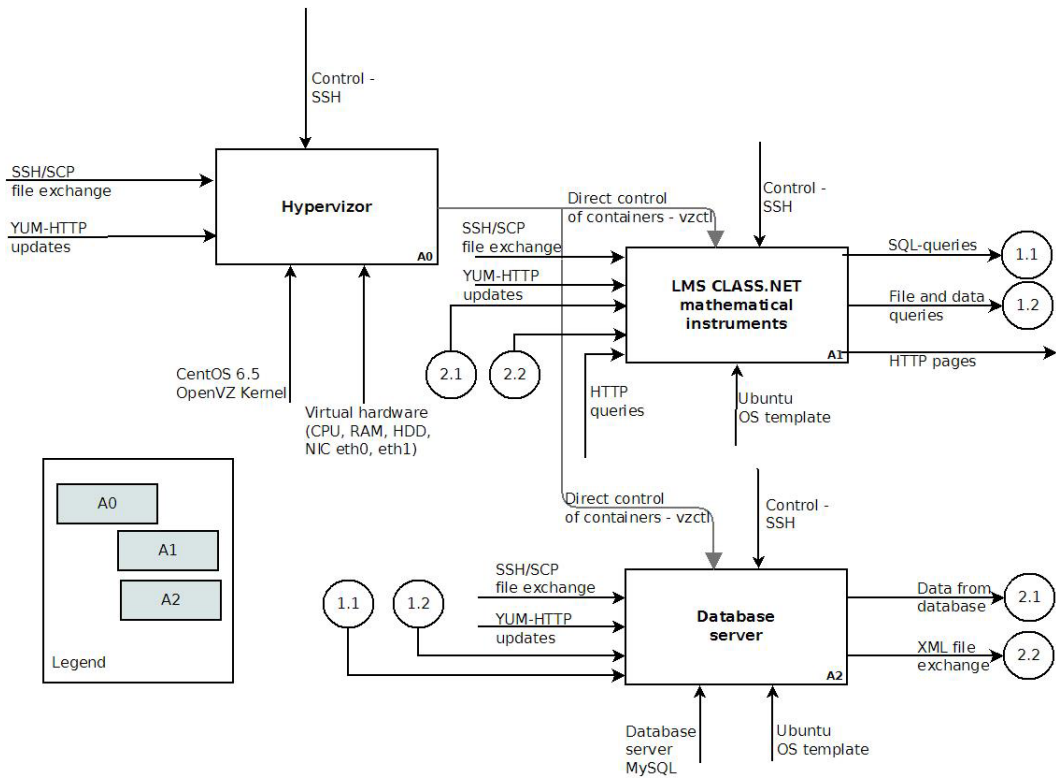 Control -
SSH
SSH/SCP
file exchange
YUM-HTTP
updates
Hypervizor
A0
CentOS 6.5
OpenVZ Kernel
Virtual hardware
(CPU, RAM, HDD,
NIC eth0, eth1)
Direct control
of containers - vzctl
Control -
SSH
SSH/SCP
file exchange
YUM-HTTP
updates
2.1
2.2
HTTP
queries
LMS CLASS.NET
mathematical
instruments
A1
Ubuntu
OS template
SQL-queries
1.1
File and data
queries
1.2
HTTP pages
Direct control
of containers - vzctl
Control -
SSH
SSH/SCP
file exchange
YUM-HTTP
updates
1.1
1.2
Database
server
A2
Database
server
MySQL
Ubuntu
OS template
Data from
database
2.1
XML file
exchange
2.2
A0
A1
A2
Legend